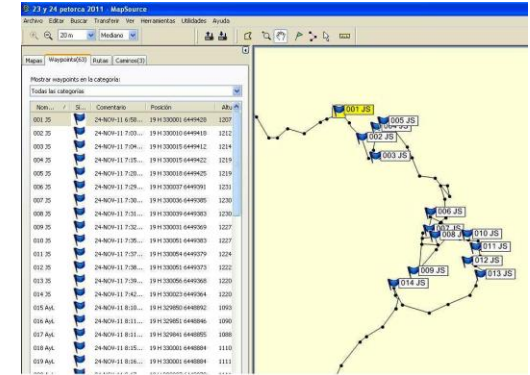 23 y 24 petorca 2011 - MapSource
Archivo Editar Buscar Transferir Ver Herramientas Utilidades Ayuda
20 m Mediano
Mapas Waypoints(63) Rutas Caminos(3)
Mostrar waypoints en la categoría:
Todas las categorías
Nom... / Sí... Comentario Posición Altu
001 JS 24-NOV-11 6:58... 19 H 330001 6449428 1207
002 JS 24-NOV-11 7:03... 19 H 330010 6449418 1212
003 JS 24-NOV-11 7:04... 19 H 330015 6449412 1214
004 JS 24-NOV-11 7:15... 19 H 330015 6449422 1219
005 JS 24-NOV-11 7:20... 19 H 330018 6449425 1219
006 JS 24-NOV-11 7:29... 19 H 330037 6449391 1231
007 JS 24-NOV-11 7:30... 19 H 330036 6449385 1230
008 JS 24-NOV-11 7:31... 19 H 330039 6449383 1230
009 JS 24-NOV-11 7:32... 19 H 330031 6449369 1227
010 JS 24-NOV-11 7:35... 19 H 330051 6449383 1227
011 JS 24-NOV-11 7:37... 19 H 330054 6449379 1224
012 JS 24-NOV-11 7:38... 19 H 330051 6449373 1222
013 JS 24-NOV-11 7:39... 19 H 330056 6449368 1220
014 JS 24-NOV-11 7:42... 19 H 330023 6449364 1220
015 AyL 24-NOV-11 8:10... 19 H 329850 6448892 1093
016 AyL 24-NOV-11 8:11... 19 H 329851 6448846 1090
017 AyL 24-NOV-11 8:11... 19 H 329841 6448855 1088
018 AyL 24-NOV-11 8:15... 19 H 330001 6448884 1110
019 AyL 24-NOV-11 8:16... 19 H 330001 6448884 1111
001 JS
005 JS
004 JS
002 JS
003 JS
006 JS
007 JS
008 J
010 JS
011 JS
012 JS
009 JS
013 JS
014 JS